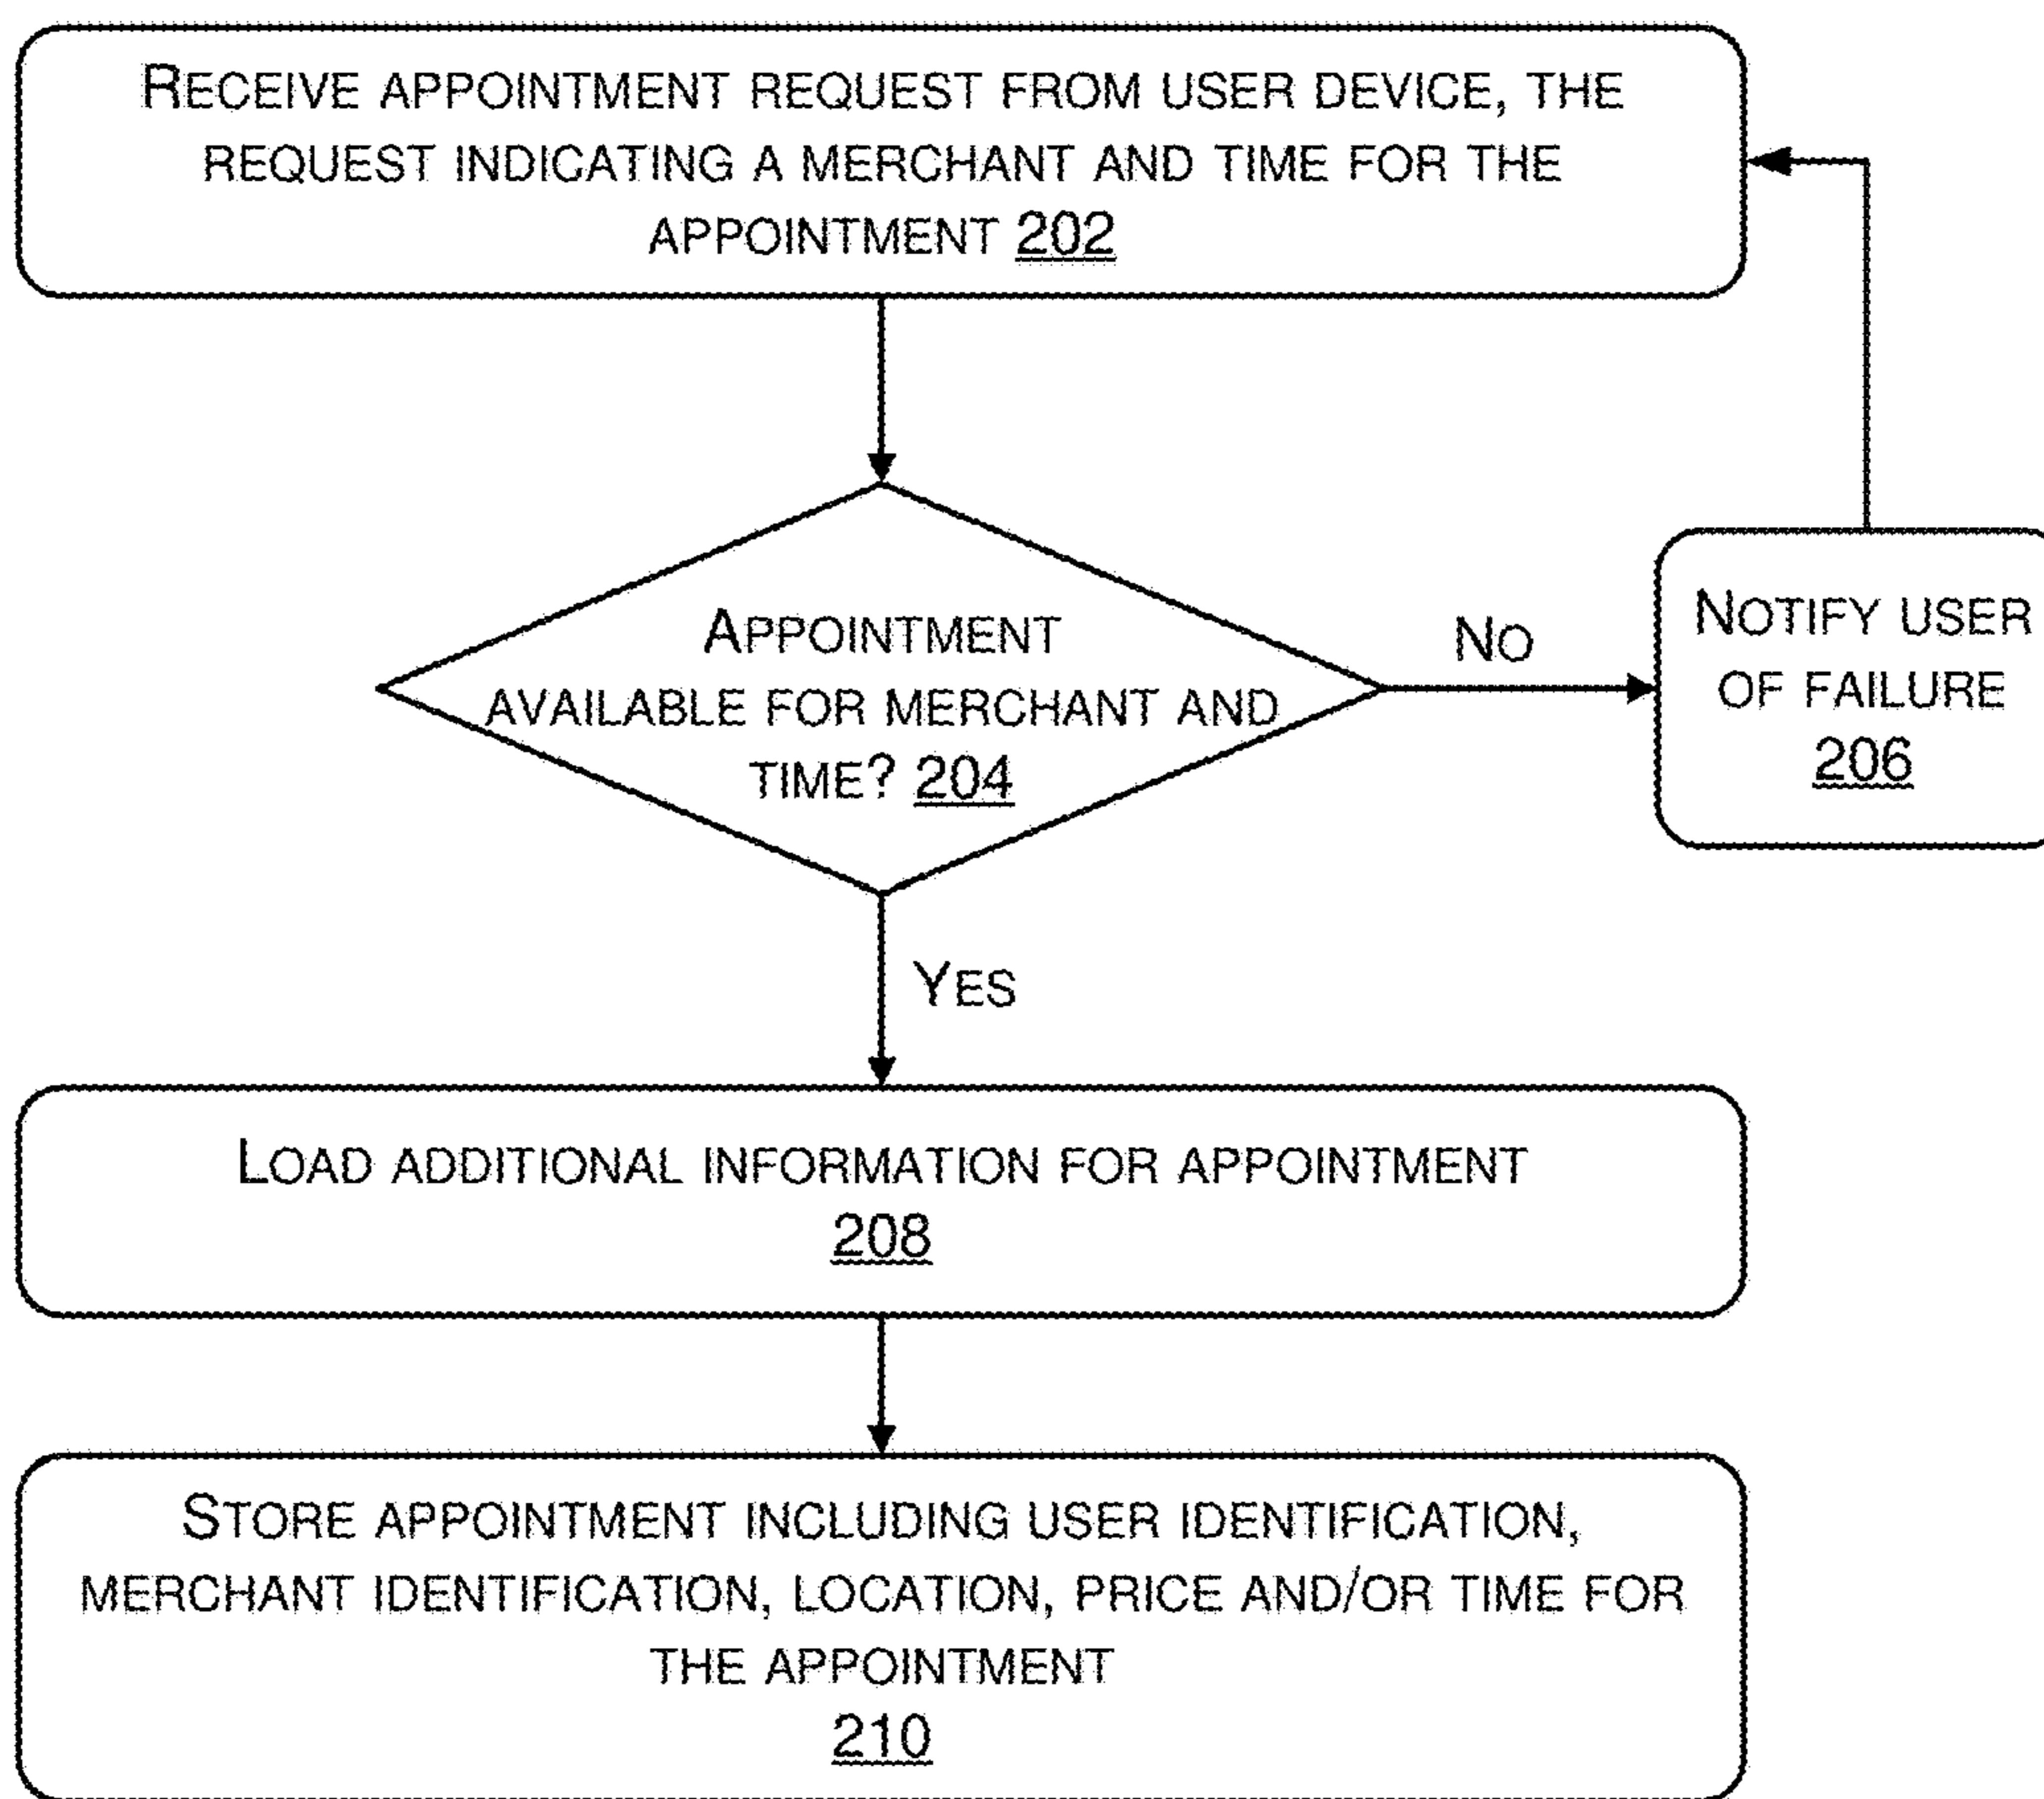 RECEIVE APPOINTMENT REQUEST FROM USER DEVICE, THE
REQUEST INDICATING A MERCHANT AND TIME FOR THE
APPOINTMENT 202
APPOINTMENT
AVAILABLE FOR MERCHANT AND
TIME? 204
NO
NOTIFY USER
OF FAILURE
206
YES
LOAD ADDITIONAL INFORMATION FOR APPOINTMENT
208
STORE APPOINTMENT INCLUDING USER IDENTIFICATION,
MERCHANT IDENTIFICATION, LOCATION, PRICE AND/OR TIME FOR
THE APPOINTMENT
210